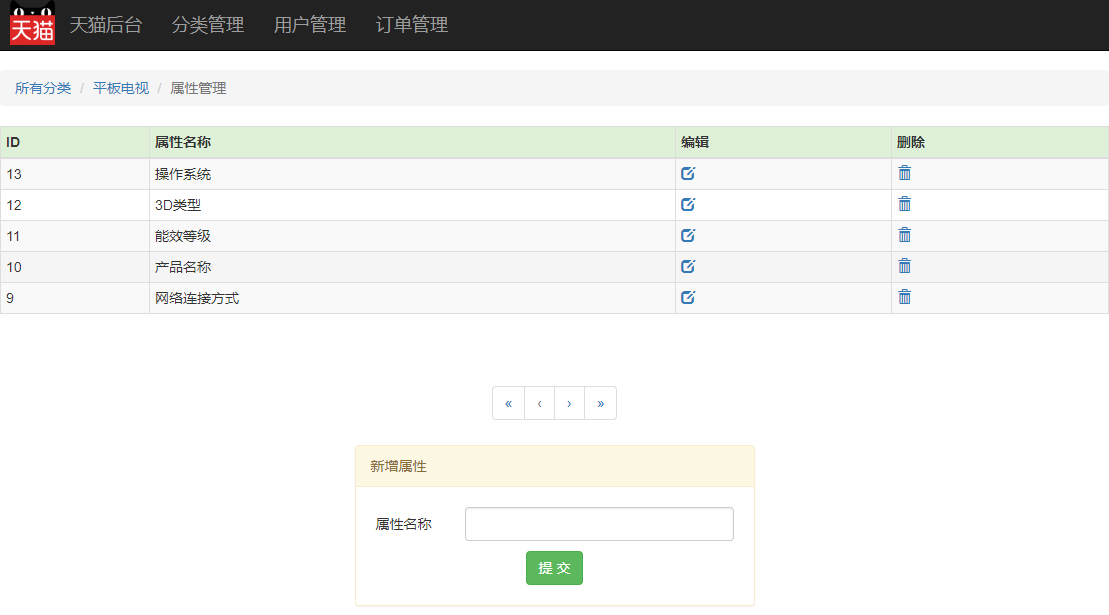 天猫 天猫后台 分类管理 用户管理 订单管理
所有分类 / 平板电视 / 属性管理
ID 属性名称 编辑 删除
13 操作系统
12 3D类型
11 能效等级
10 产品名称
9 网络连接方式
« ‹ › »
新增属性
属性名称
提 交